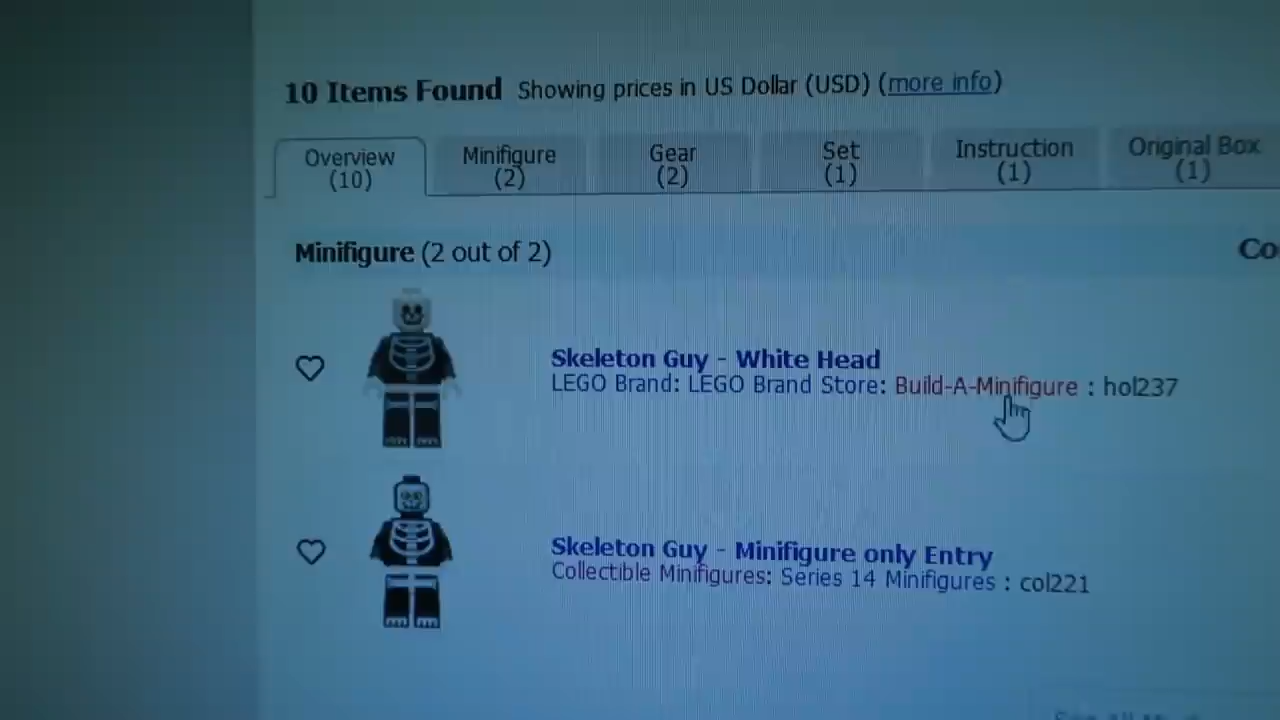 10 Items Found Showing prices in US Dollar (USD) (more info)
Overview (10)
Minifigure (2)
Gear (2)
Set (1)
Instruction (1)
Original Box (1)
Minifigure (2 out of 2)
Co
Skeleton Guy - White Head
LEGO Brand: LEGO Brand Store: Build-A-Minifigure : hol237
Skeleton Guy - Minifigure only Entry
Collectible Minifigures: Series 14 Minifigures : col221